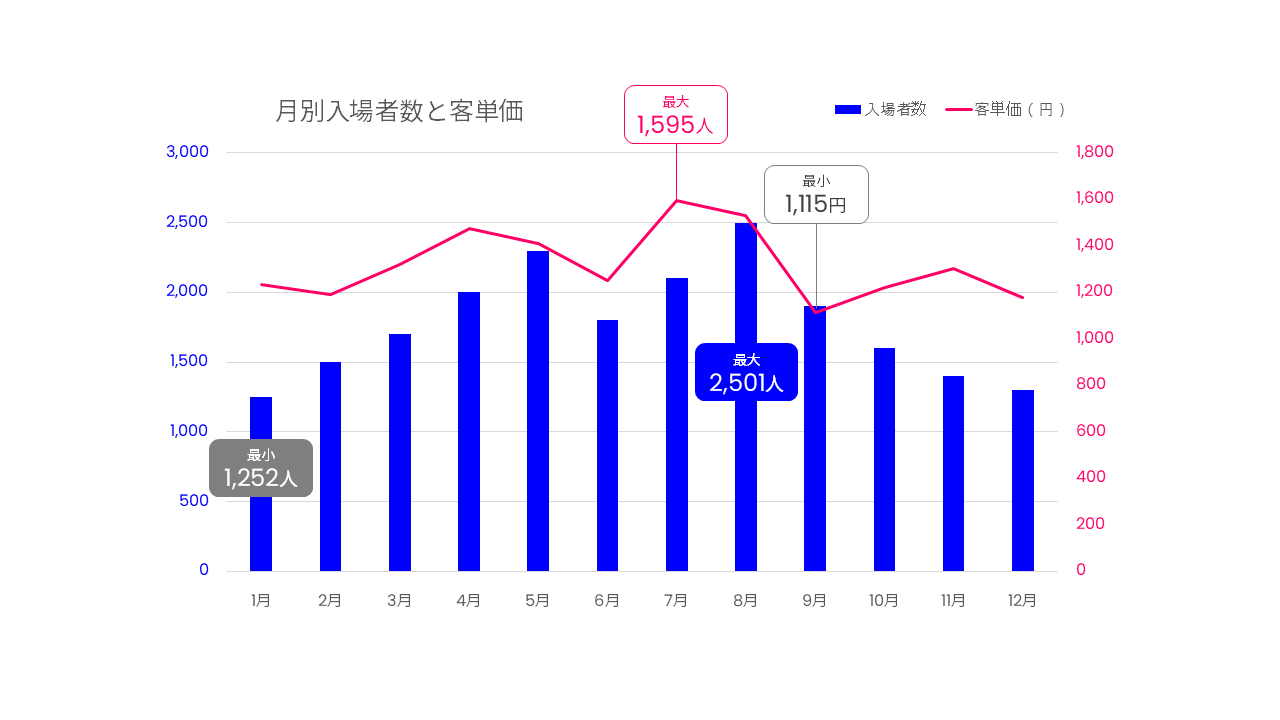 月別入場者数と客単価
入場者数
客単価(円)
最大
1,595人
最小
1,115円
最大
2,501人
最小
1,252人
3,000
2,500
2,000
1,500
1,000
500
0
1,800
1,600
1,400
1,200
1,000
800
600
400
200
0
1月 2月 3月 4月 5月 6月 7月 8月 9月 10月 11月 12月